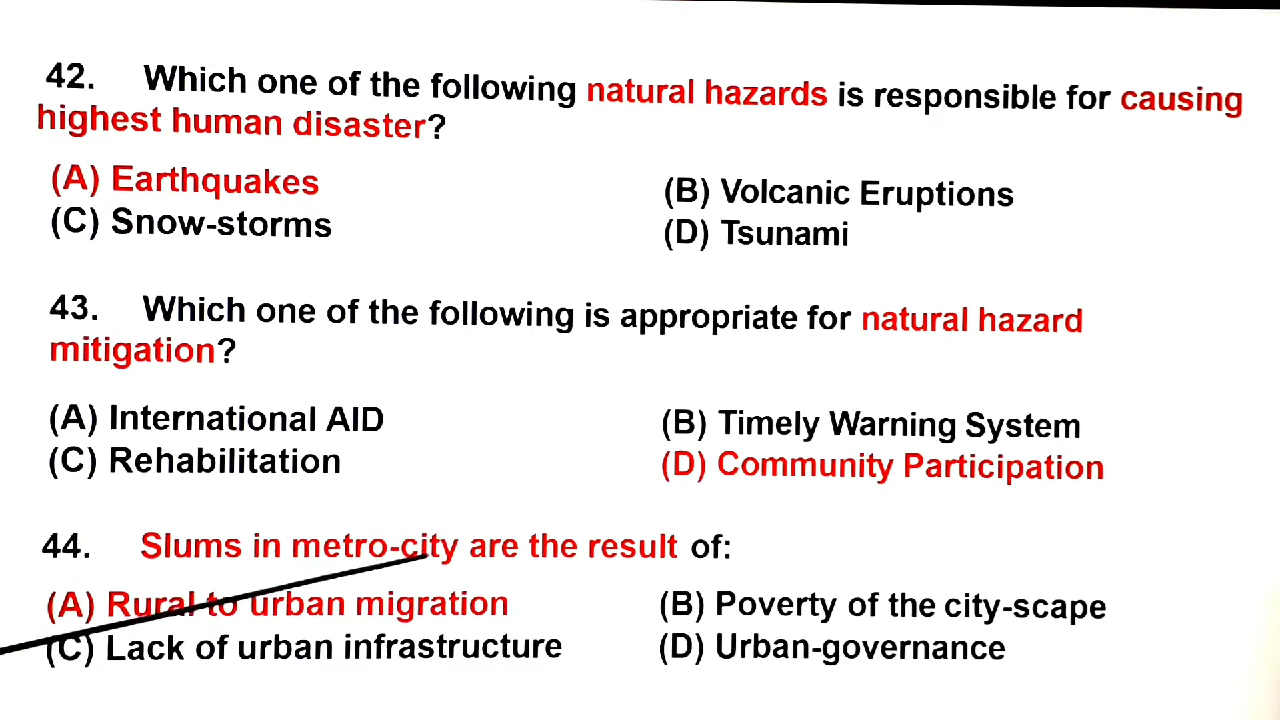 42. Which one of the following natural hazards is responsible for causing
highest human disaster?
(A) Earthquakes (B) Volcanic Eruptions
(C) Snow-storms (D) Tsunami
43. Which one of the following is appropriate for natural hazard
mitigation?
(A) International AID (B) Timely Warning System
(C) Rehabilitation (D) Community Participation
44. Slums in metro-city are the result of:
(A) Rural to urban migration (B) Poverty of the city-scape
(C) Lack of urban infrastructure (D) Urban-governance